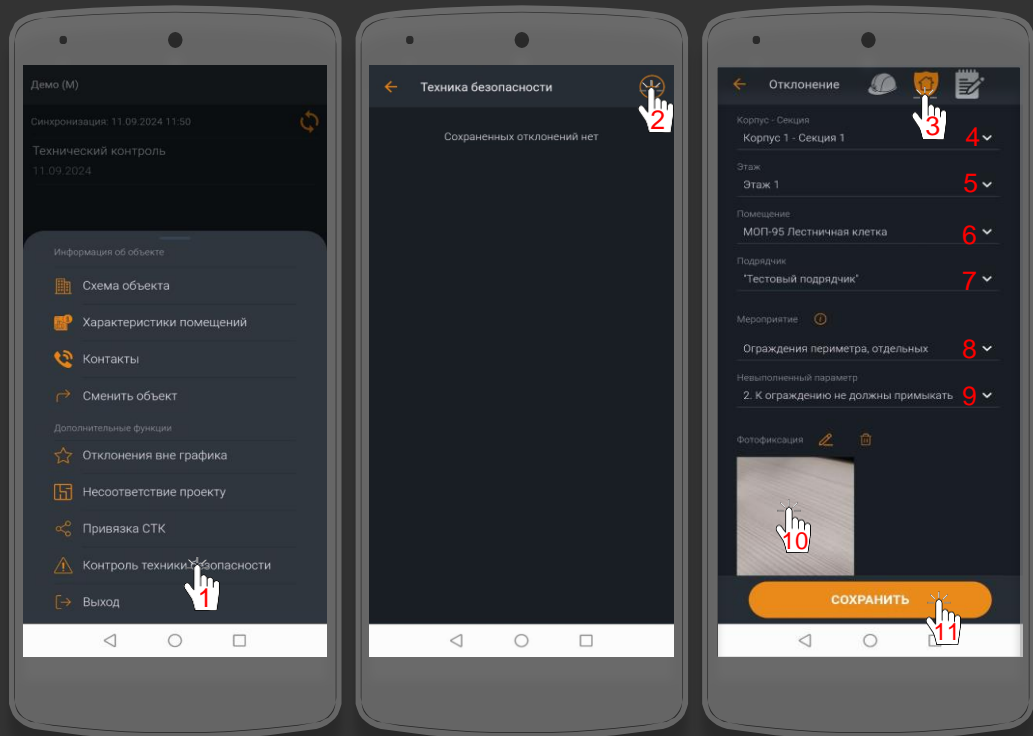 Демо (М)
Синхронизация: 11.09.2024 11:50
Технический контроль
11.09.2024
Информация об объекте
Схема объекта
Характеристики помещений
Контакты
Сменить объект
Дополнительные функции
Отклонения вне графика
Несоответствие проекту
Привязка СТК
Контроль техники безопасности
1
Выход
Техника безопасности
2
Сохраненных отклонений нет
Отклонение
3
Корпус - Секция
Корпус 1 - Секция 1 4
Этаж
Этаж 1 5
Помещение
МОП-95 Лестничная клетка 6
Подрядчик
"Тестовый подрядчик" 7
Мероприятие
Ограждения периметра, отдельных 8
Невыполненный параметр
2. К ограждению не должны примыкать 9
Фотофиксация
10
СОХРАНИТЬ
11